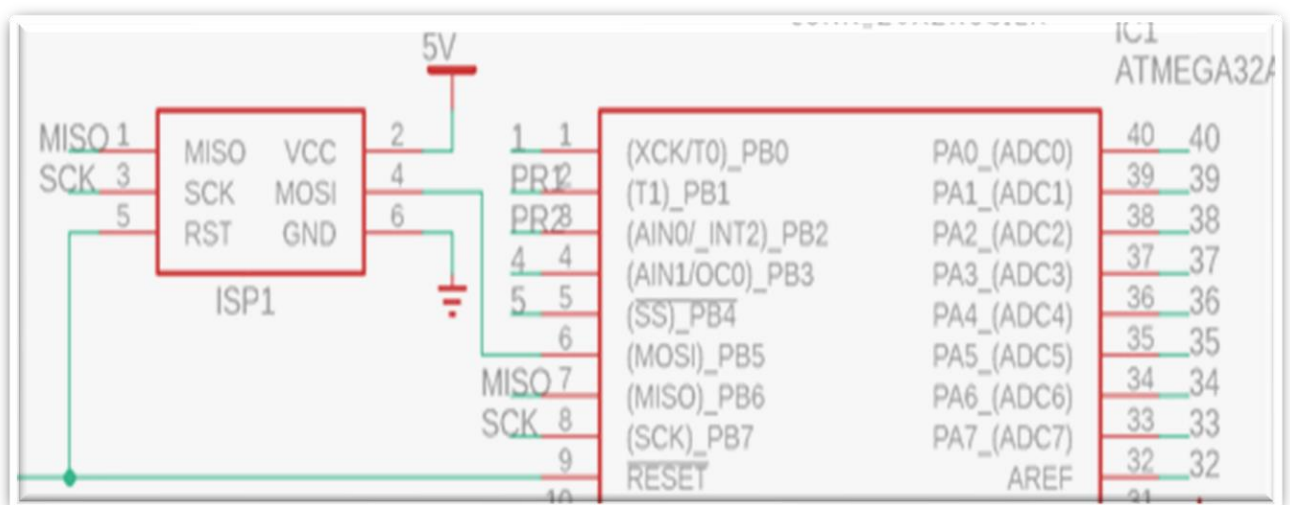 5V
IC1
ATMEGA32A
MISO 1 MISO VCC 2
SCK 3 SCK MOSI 4
5 RST GND 6
ISP1
1 1 (XCK/T0)_PB0 PA0_(ADC0) 40 40
PR1 2 (T1)_PB1 PA1_(ADC1) 39 39
PR2 3 (AIN0/_INT2)_PB2 PA2_(ADC2) 38 38
4 4 (AIN1/OC0)_PB3 PA3_(ADC3) 37 37
5 5 (SS)_PB4 PA4_(ADC4) 36 36
6 (MOSI)_PB5 PA5_(ADC5) 35 35
MISO 7 (MISO)_PB6 PA6_(ADC6) 34 34
SCK 8 (SCK)_PB7 PA7_(ADC7) 33 33
9 RESET AREF 32 32
10 31